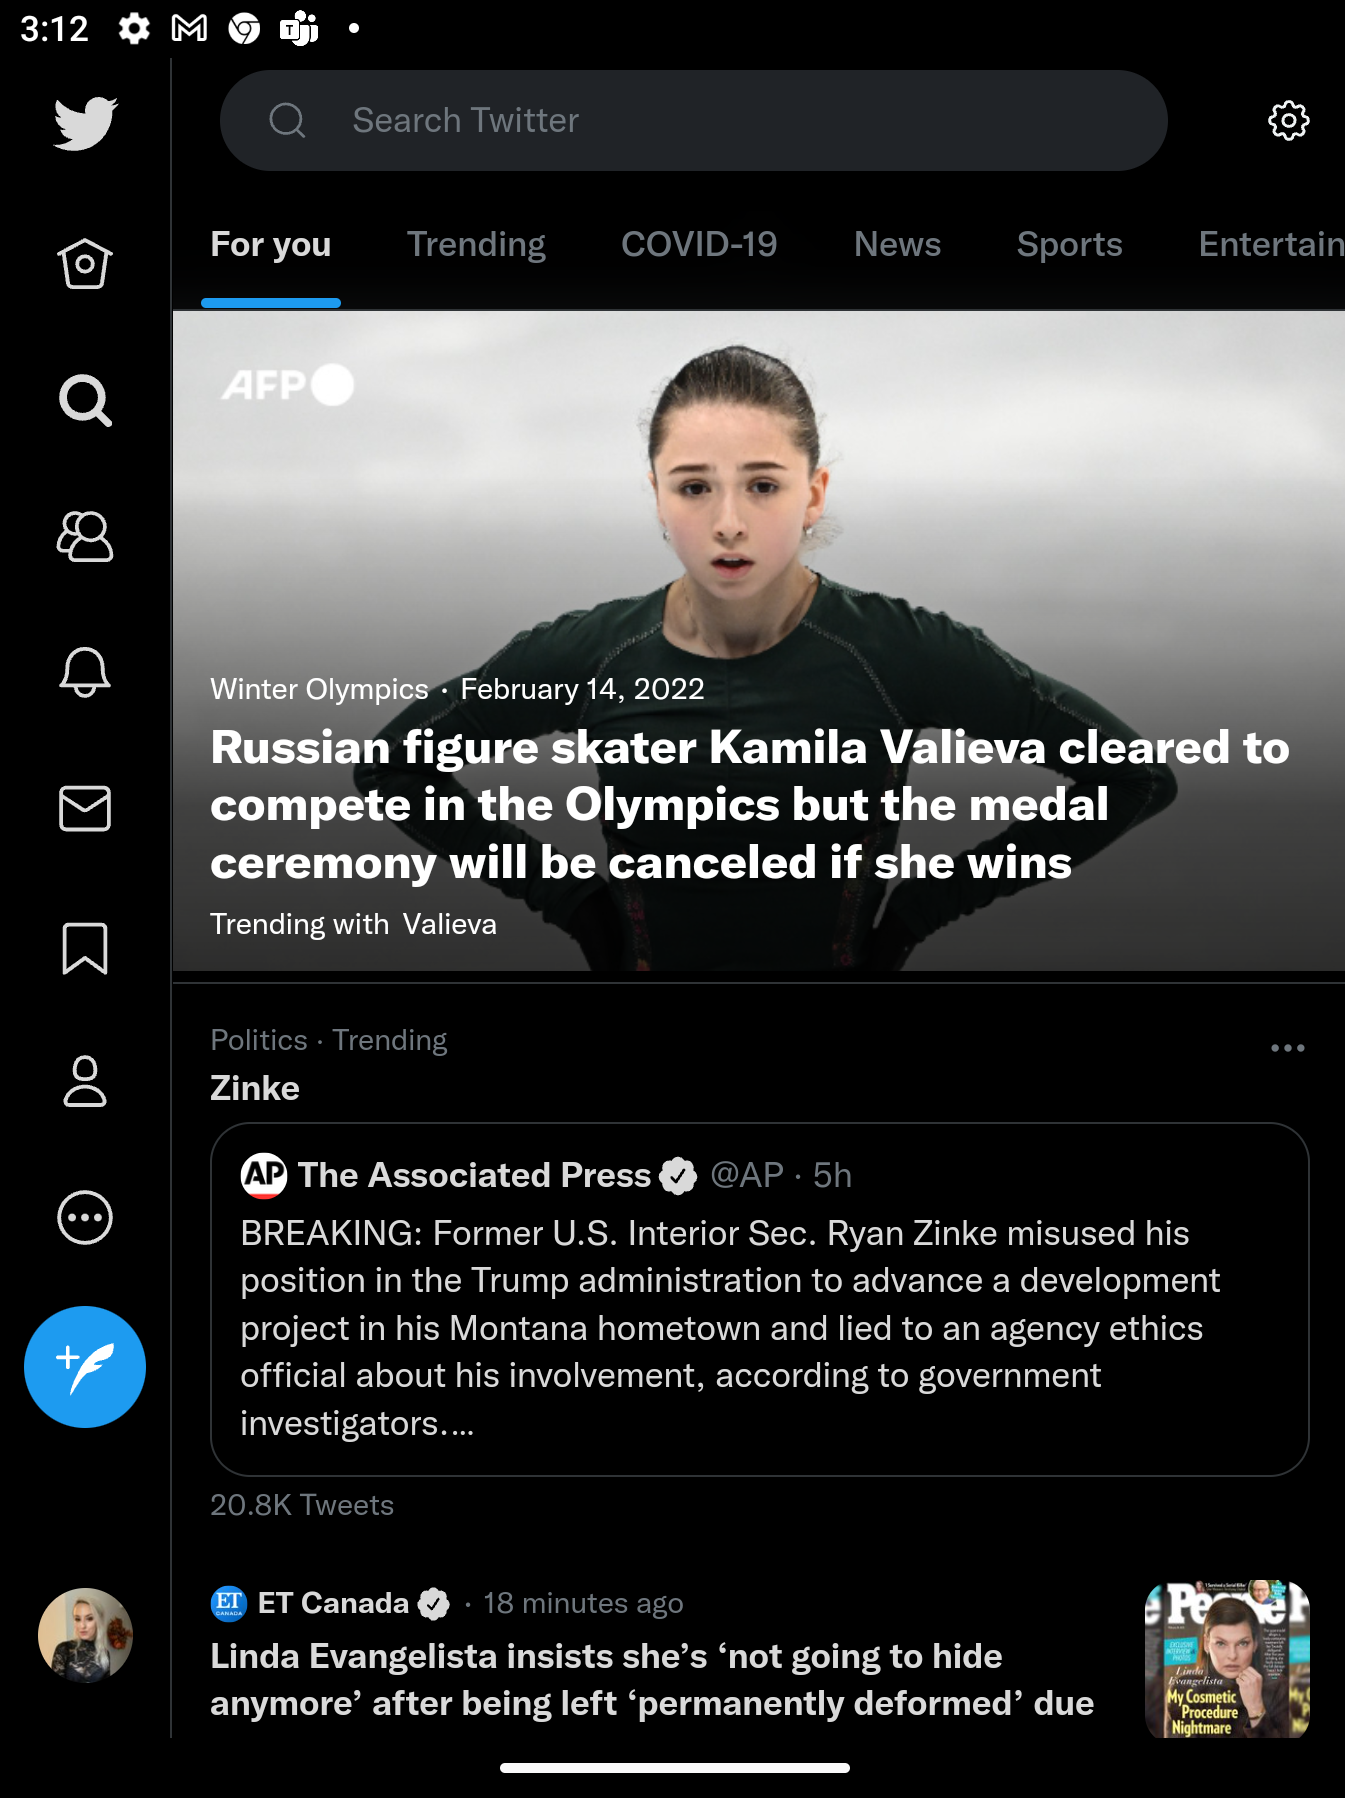 3:12
Search Twitter
For you Trending COVID-19 News Sports Entertain
AFP
Winter Olympics · February 14, 2022
Russian figure skater Kamila Valieva cleared to
compete in the Olympics but the medal
ceremony will be canceled if she wins
Trending with Valieva
Politics · Trending
Zinke
AP The Associated Press @AP · 5h
BREAKING: Former U.S. Interior Sec. Ryan Zinke misused his
position in the Trump administration to advance a development
project in his Montana hometown and lied to an agency ethics
official about his involvement, according to government
investigators.…
20.8K Tweets
ET CANADA ET Canada · 18 minutes ago
Linda Evangelista insists she’s ‘not going to hide
anymore’ after being left ‘permanently deformed’ due
People
EXCLUSIVE
INTERVIEW
PHOTOS
Linda
Evangelista
My Cosmetic
Procedure
Nightmare